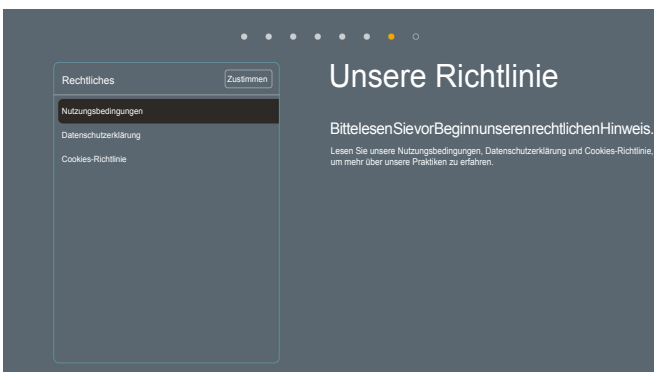 Rechtliches
Zustimmen
Nutzungsbedingungen
Datenschutzerklärung
Cookies-Richtlinie
Unsere Richtlinie
BittelesenSievorBeginnunserenrechtlichenHinweis.
Lesen Sie unsere Nutzungsbedingungen, Datenschutzerklärung und Cookies-Richtlinie,
um mehr über unsere Praktiken zu erfahren.